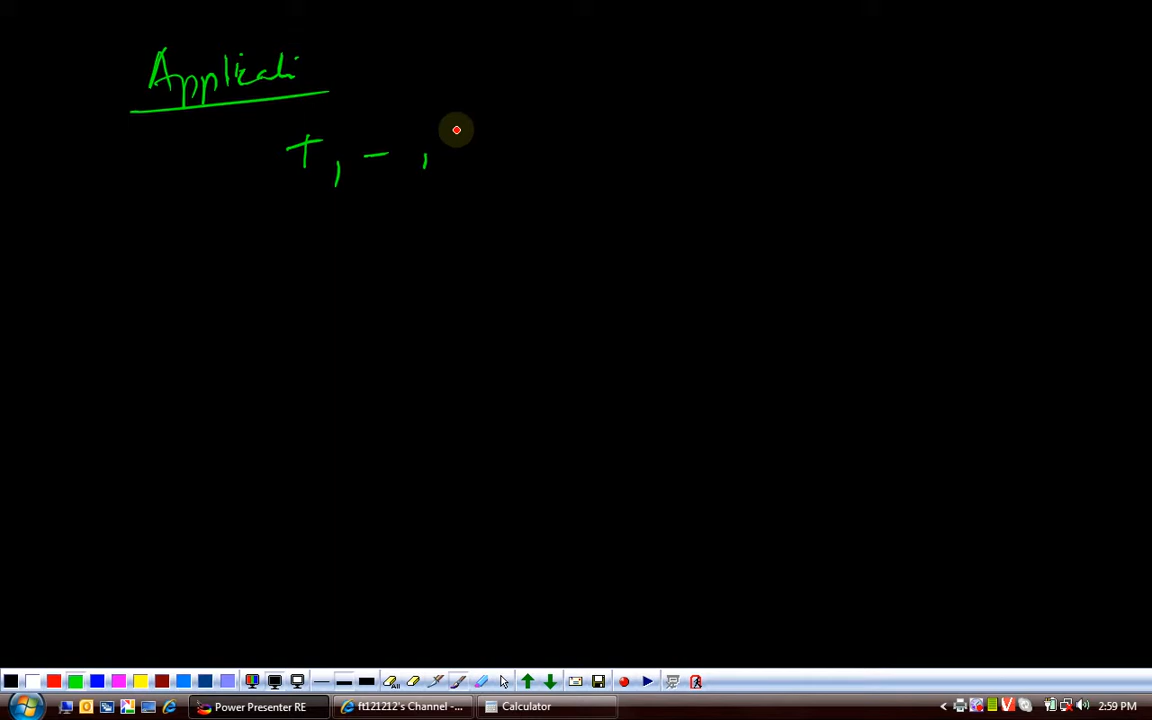 Applicati
+, - ,
Power Presenter RE
ft121212's Channel -...
Calculator
2:59 PM